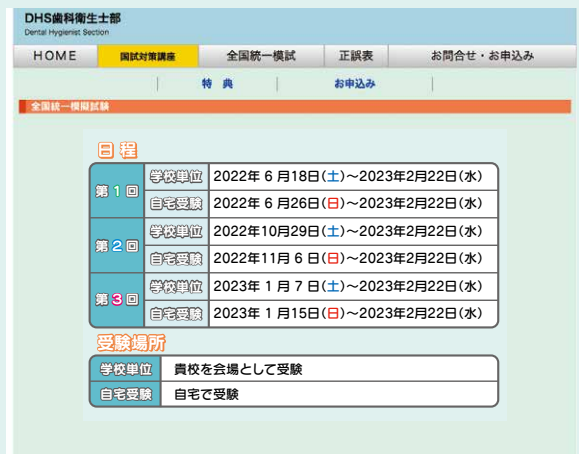 DHS歯科衛生士部
Dental Hygienist Section
HOME 国試対策講座 全国統一模試 正誤表 お問合せ・お申込み
特 典 お申込み
全国統一模擬試験
日 程
第1回 学校単位 2022年 6 月18日(土)～2023年2月22日(水)
自宅受験 2022年 6 月26日(日)～2023年2月22日(水)
第2回 学校単位 2022年10月29日(土)～2023年2月22日(水)
自宅受験 2022年11月 6 日(日)～2023年2月22日(水)
第3回 学校単位 2023年 1 月 7 日(土)～2023年2月22日(水)
自宅受験 2023年 1 月15日(日)～2023年2月22日(水)
受験場所
学校単位 貴校を会場として受験
自宅受験 自宅で受験